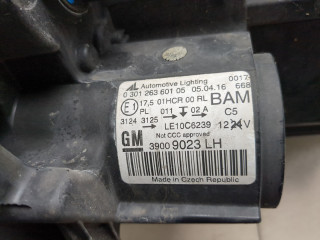 AL Automotive Lighting
0 301 263 601 05 05.04.16
E1 17,5 01HCR 00 RL BAM
PL 011 02 A C5
3124 3125 LE10C6239 12 24V
Not CCC approved
GM 3900 9023 LH
Made in Czech Republic